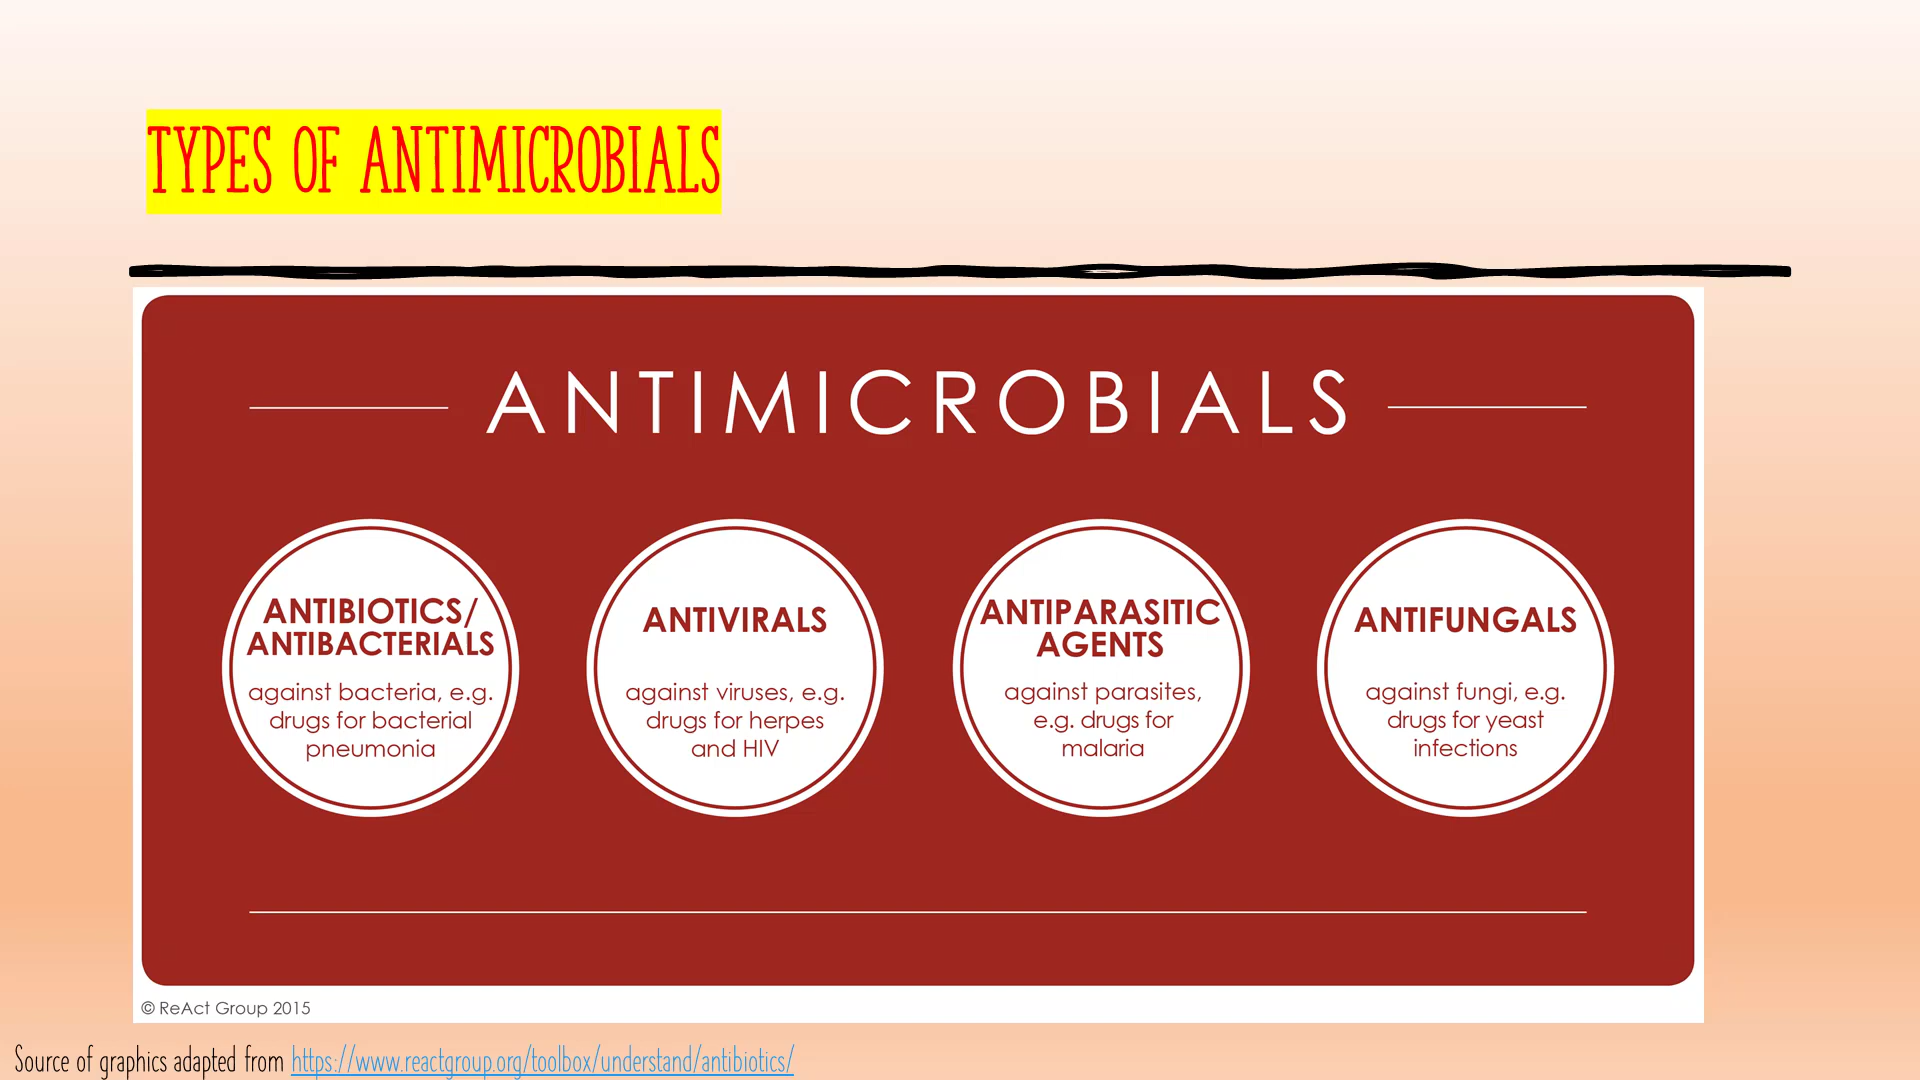 TYPES OF ANTIMICROBIALS
ANTIMICROBIALS
ANTIBIOTICS/
ANTIBACTERIALS
against bacteria, e.g.
drugs for bacterial
pneumonia
ANTIVIRALS
against viruses, e.g.
drugs for herpes
and HIV
ANTIPARASITIC
AGENTS
against parasites,
e.g. drugs for
malaria
ANTIFUNGALS
against fungi, e.g.
drugs for yeast
infections
© ReAct Group 2015
Source of graphics adapted from https://www.reactgroup.org/toolbox/understand/antibiotics/